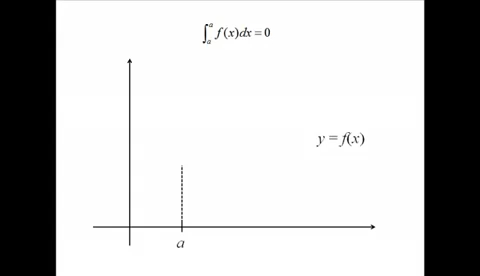 ∫ₐᵃ f(x)dx = 0
y = f(x)
a